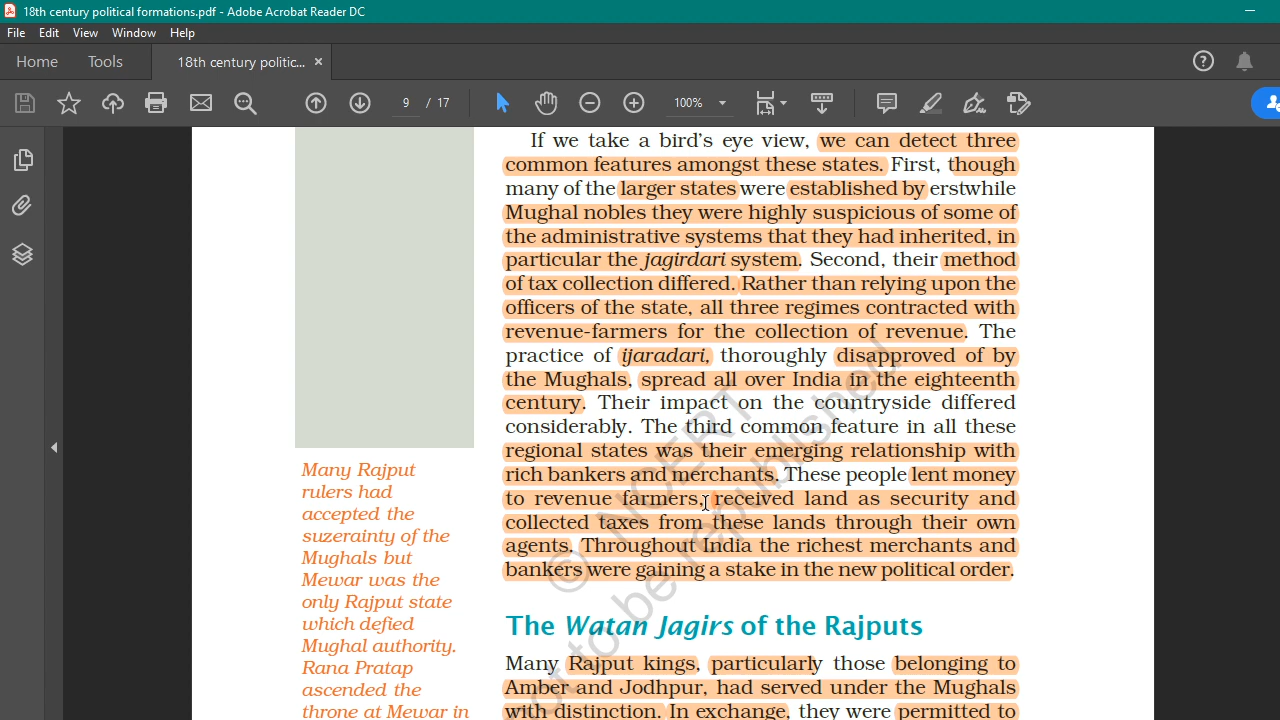 18th century political formations.pdf - Adobe Acrobat Reader DC
File Edit View Window Help
Home Tools 18th century politic... ×
9 / 17 100%
If we take a bird's eye view, we can detect three
common features amongst these states. First, though
many of the larger states were established by erstwhile
Mughal nobles they were highly suspicious of some of
the administrative systems that they had inherited, in
particular the jagirdari system. Second, their method
of tax collection differed. Rather than relying upon the
officers of the state, all three regimes contracted with
revenue-farmers for the collection of revenue. The
practice of ijaradari, thoroughly disapproved of by
the Mughals, spread all over India in the eighteenth
century. Their impact on the countryside differed
considerably. The third common feature in all these
regional states was their emerging relationship with
rich bankers and merchants. These people lent money
to revenue farmers, received land as security and
collected taxes from these lands through their own
agents. Throughout India the richest merchants and
bankers were gaining a stake in the new political order.
Many Rajput
rulers had
accepted the
suzerainty of the
Mughals but
Mewar was the
only Rajput state
which defied
Mughal authority.
Rana Pratap
ascended the
throne at Mewar in
The Watan Jagirs of the Rajputs
Many Rajput kings, particularly those belonging to
Amber and Jodhpur, had served under the Mughals
with distinction. In exchange, they were permitted to
© NCERT
not to be republished